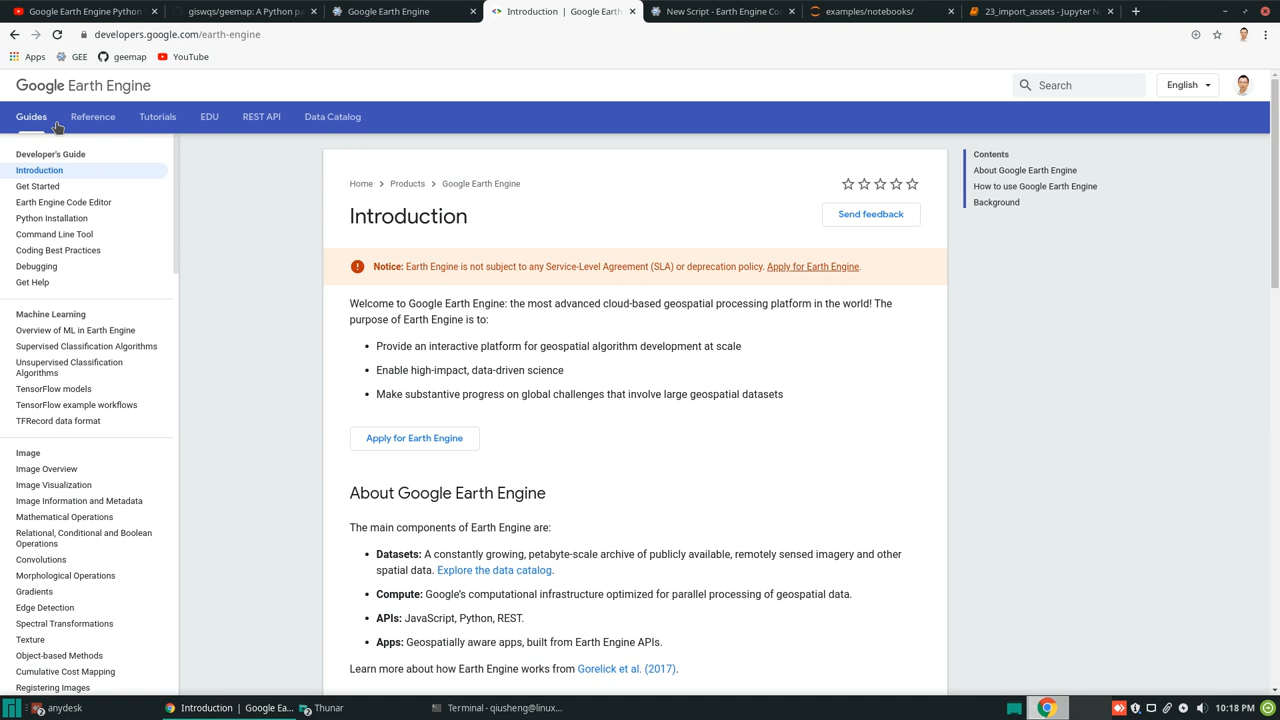 Google Earth Engine Python
giswqs/geemap: A Python pa
Google Earth Engine
Introduction | Google Earth
New Script - Earth Engine Co
examples/notebooks/
23_import_assets - Jupyter N
developers.google.com/earth-engine
Apps
GEE
geemap
YouTube
Google Earth Engine
Search
English
Guides
Reference
Tutorials
EDU
REST API
Data Catalog
Developer's Guide
Introduction
Get Started
Earth Engine Code Editor
Python Installation
Command Line Tool
Coding Best Practices
Debugging
Get Help
Machine Learning
Overview of ML in Earth Engine
Supervised Classification Algorithms
Unsupervised Classification
Algorithms
TensorFlow models
TensorFlow example workflows
TFRecord data format
Image
Image Overview
Image Visualization
Image Information and Metadata
Mathematical Operations
Relational, Conditional and Boolean
Operations
Convolutions
Morphological Operations
Gradients
Edge Detection
Spectral Transformations
Texture
Object-based Methods
Cumulative Cost Mapping
Registering Images
Home > Products > Google Earth Engine
Introduction
Send feedback
Notice: Earth Engine is not subject to any Service-Level Agreement (SLA) or deprecation policy. Apply for Earth Engine.
Welcome to Google Earth Engine: the most advanced cloud-based geospatial processing platform in the world! The
purpose of Earth Engine is to:
• Provide an interactive platform for geospatial algorithm development at scale
• Enable high-impact, data-driven science
• Make substantive progress on global challenges that involve large geospatial datasets
Apply for Earth Engine
About Google Earth Engine
The main components of Earth Engine are:
• Datasets: A constantly growing, petabyte-scale archive of publicly available, remotely sensed imagery and other
spatial data. Explore the data catalog.
• Compute: Google's computational infrastructure optimized for parallel processing of geospatial data.
• APIs: JavaScript, Python, REST.
• Apps: Geospatially aware apps, built from Earth Engine APIs.
Learn more about how Earth Engine works from Gorelick et al. (2017).
Contents
About Google Earth Engine
How to use Google Earth Engine
Background
2 anydesk
Introduction | Google Ea...
2 Thunar
Terminal - qiusheng@linux...
10:18 PM